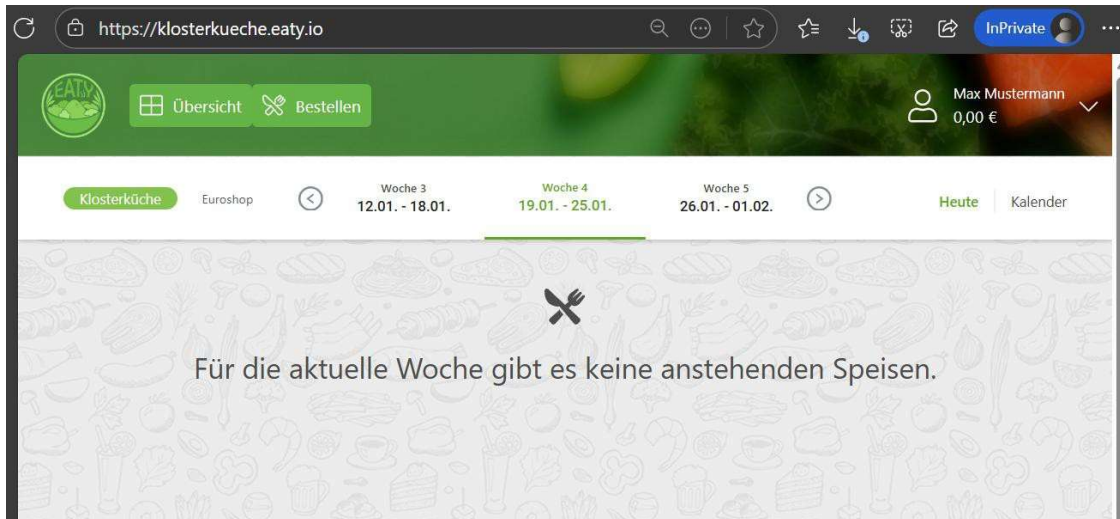 https://klosterkueche.eaty.io
InPrivate
EATY
Übersicht
Bestellen
Max Mustermann
0,00 €
Klosterküche
Euroshop
Woche 3
12.01. - 18.01.
Woche 4
19.01. - 25.01.
Woche 5
26.01. - 01.02.
Heute
Kalender
Für die aktuelle Woche gibt es keine anstehenden Speisen.